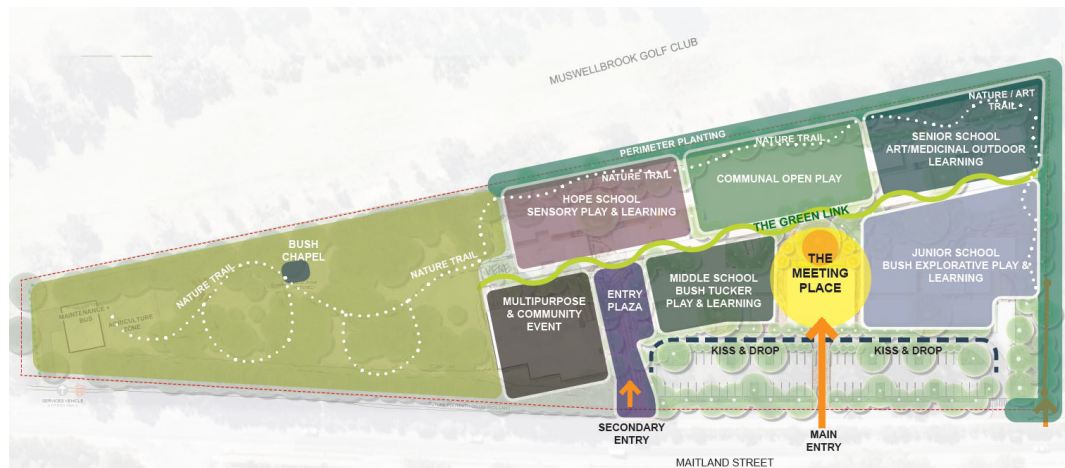 MUSWELLBROOK GOLF CLUB
NATURE / ART
TRAIL
PERIMETER PLANTING
NATURE TRAIL
SENIOR SCHOOL
ART/MEDICINAL OUTDOOR
LEARNING
NATURE TRAIL
COMMUNAL OPEN PLAY
HOPE SCHOOL
SENSORY PLAY & LEARNING
THE GREEN LINK
BUSH
CHAPEL
NATURE TRAIL
NATURE TRAIL
THE
MEETING
PLACE
JUNIOR SCHOOL
BUSH EXPLORATIVE PLAY &
LEARNING
MIDDLE SCHOOL
BUSH TUCKER
PLAY & LEARNING
ENTRY
PLAZA
MULTIPURPOSE
& COMMUNITY
EVENT
MAINTENANCE +
BUS
AGRICULTURE
ZONE
KISS & DROP
KISS & DROP
SERVICES VEHICLE
SECONDARY
ENTRY
MAIN
ENTRY
MAITLAND STREET